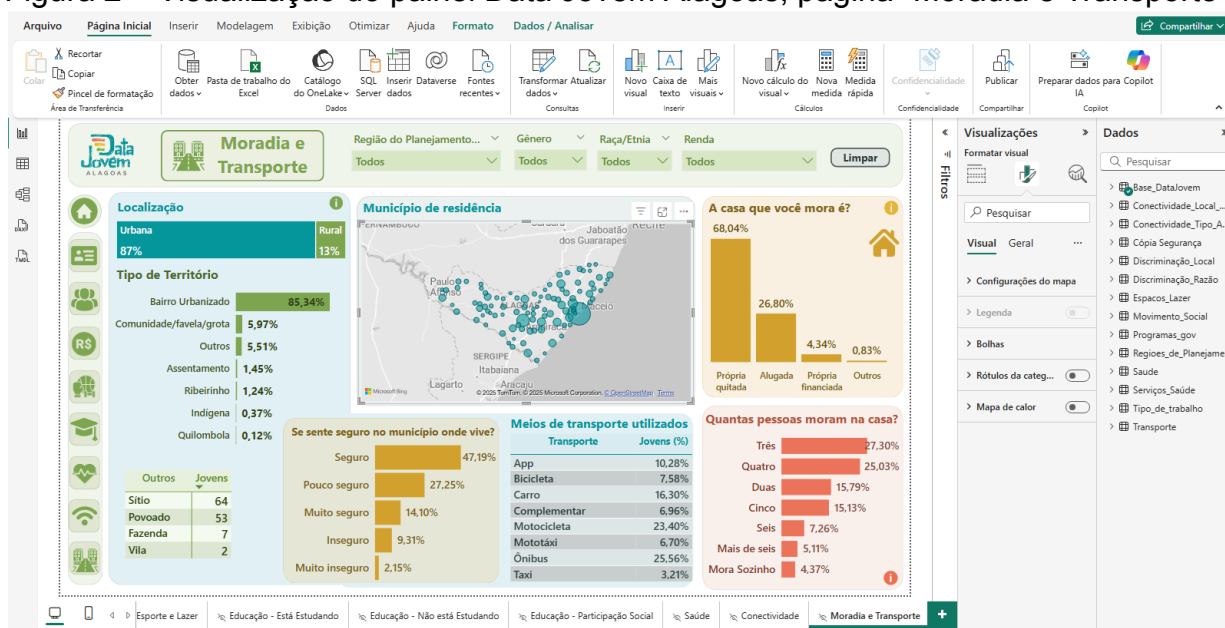 Figura 2 – Visualização do painel Data Jovem Alagoas, página “Moradia e Transporte”
Arquivo Página Inicial Inserir Modelagem Exibição Otimizar Ajuda Formato Dados / Analisar Compartilhar
Colar
Recortar
Copiar
Pincel de formatação
Área de Transferência
Obter dados
Pasta de trabalho do Excel
Catálogo do OneLake
SQL Server
Inserir dados
Dataverse
Fontes recentes
Dados
Transformar dados
Atualizar
Consultas
Novo visual
Caixa de texto
Mais visuais
Inserir
Novo cálculo do visual
Nova medida
Medida rápida
Cálculos
Confidencialidade
Confidencialidade
Publicar
Compartilhar
Preparar dados para Copilot
IA
Copilot
Data
Jovem
ALAGOAS
Moradia e
Transporte
Região do Planejamento...
Todos
Gênero
Todos
Raça/Etnia
Todos
Renda
Todos
Limpar
R$
Localização
Urbana Rural
87% 13%
Tipo de Território
Bairro Urbanizado 85,34%
Comunidade/favela/grota 5,97%
Outros 5,51%
Assentamento 1,45%
Ribeirinho 1,24%
Indígena 0,37%
Quilombola 0,12%
Outros Jovens
Sítio 64
Povoado 53
Fazenda 7
Vila 2
Município de residência
PERNAMBUCO
Jaboatão
dos Guararapes
Recife
Paulo
Afonso
ALAGOAS
Maceió
Arapiraca
SERGIPE
Itabaiana
Lagarto
Aracaju
Microsoft Bing
© 2025 TomTom, © 2025 Microsoft Corporation, © OpenStreetMap Terms
Se sente seguro no município onde vive?
Seguro 47,19%
Pouco seguro 27,25%
Muito seguro 14,10%
Inseguro 9,31%
Muito inseguro 2,15%
Meios de transporte utilizados
Transporte Jovens (%)
App 10,28%
Bicicleta 7,58%
Carro 16,30%
Complementar 6,96%
Motocicleta 23,40%
Mototáxi 6,70%
Ônibus 25,56%
Taxi 3,21%
A casa que você mora é?
68,04%
26,80%
4,34%
0,83%
Própria quitada
Alugada
Própria financiada
Outros
Quantas pessoas moram na casa?
Três 27,30%
Quatro 25,03%
Duas 15,79%
Cinco 15,13%
Seis 7,26%
Mais de seis 5,11%
Mora Sozinho 4,37%
Filtros
Visualizações
Formatar visual
Pesquisar
Visual Geral ...
Configurações do mapa
Legenda
Bolhas
Rótulos da categ...
Mapa de calor
Dados
Pesquisar
Base_DataJovem
Conectividade_Local_...
Conectividade_Tipo_A...
Cópia Segurança
Discriminação_Local
Discriminação_Razão
Espacos_Lazer
Movimento_Social
Programas_gov
Regioes_de_Planejame
Saude
Serviços_Saúde
Tipo_de_trabalho
Transporte
DAX
TMDL
Esporte e Lazer
Educação - Está Estudando
Educação - Não está Estudando
Educação - Participação Social
Saúde
Conectividade
Moradia e Transporte
+